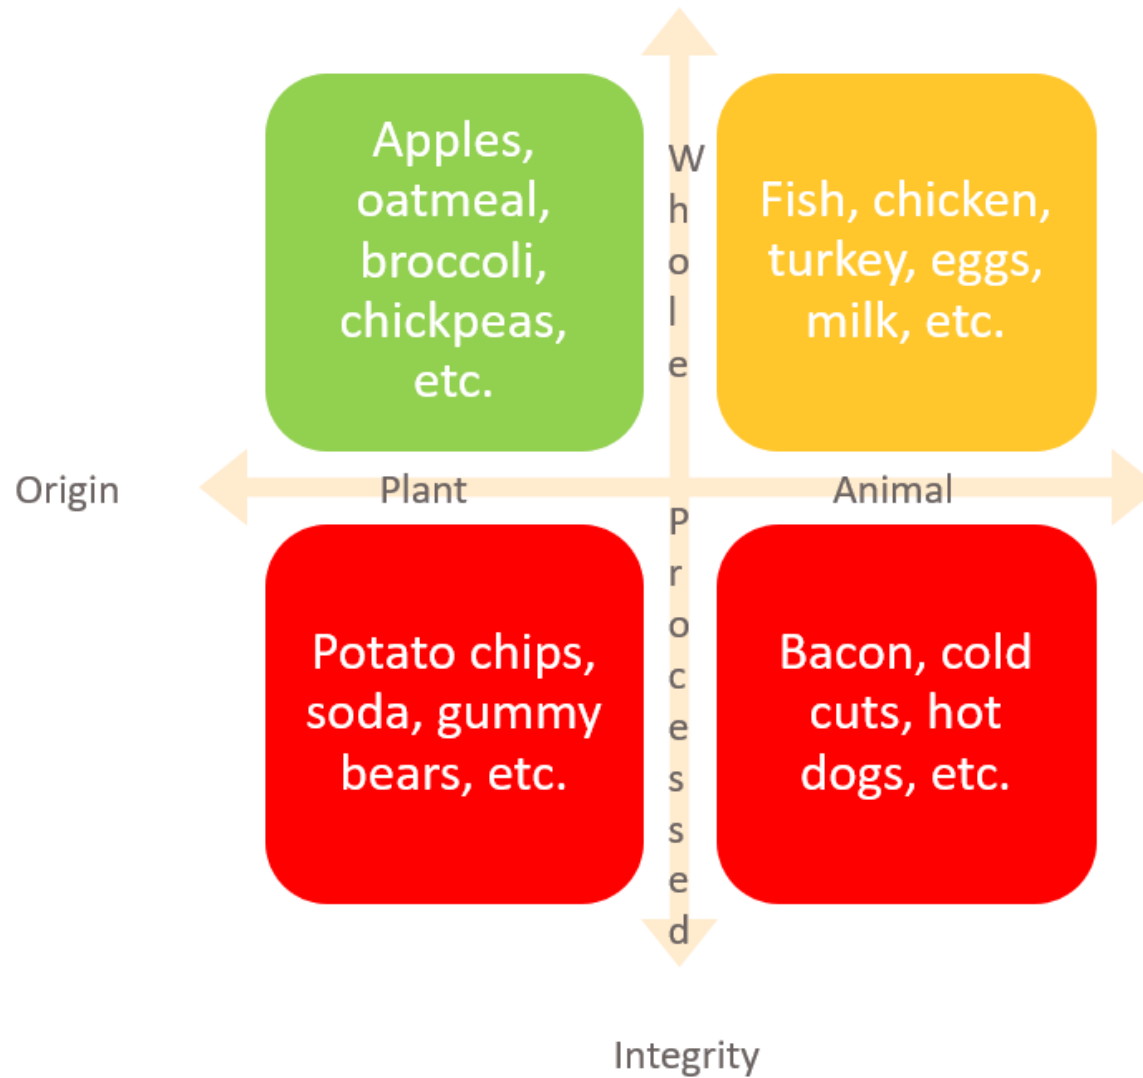 Apples,
oatmeal,
broccoli,
chickpeas,
etc.
Whole
Fish, chicken,
turkey, eggs,
milk, etc.
Origin
Plant
Animal
Potato chips,
soda, gummy
bears, etc.
Processed
Bacon, cold
cuts, hot
dogs, etc.
Integrity